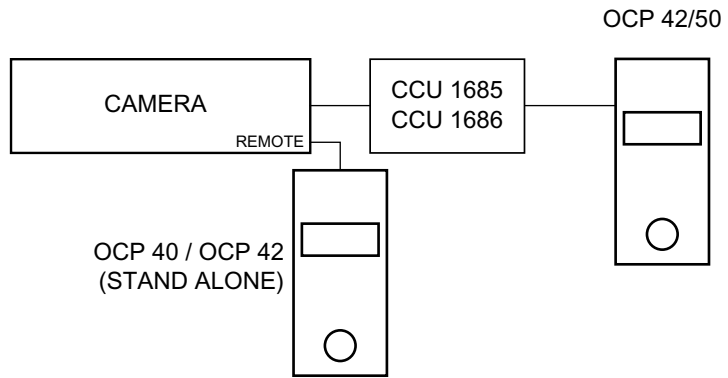 OCP 42/50
CAMERA
REMOTE
CCU 1685
CCU 1686
OCP 40 / OCP 42
(STAND ALONE)